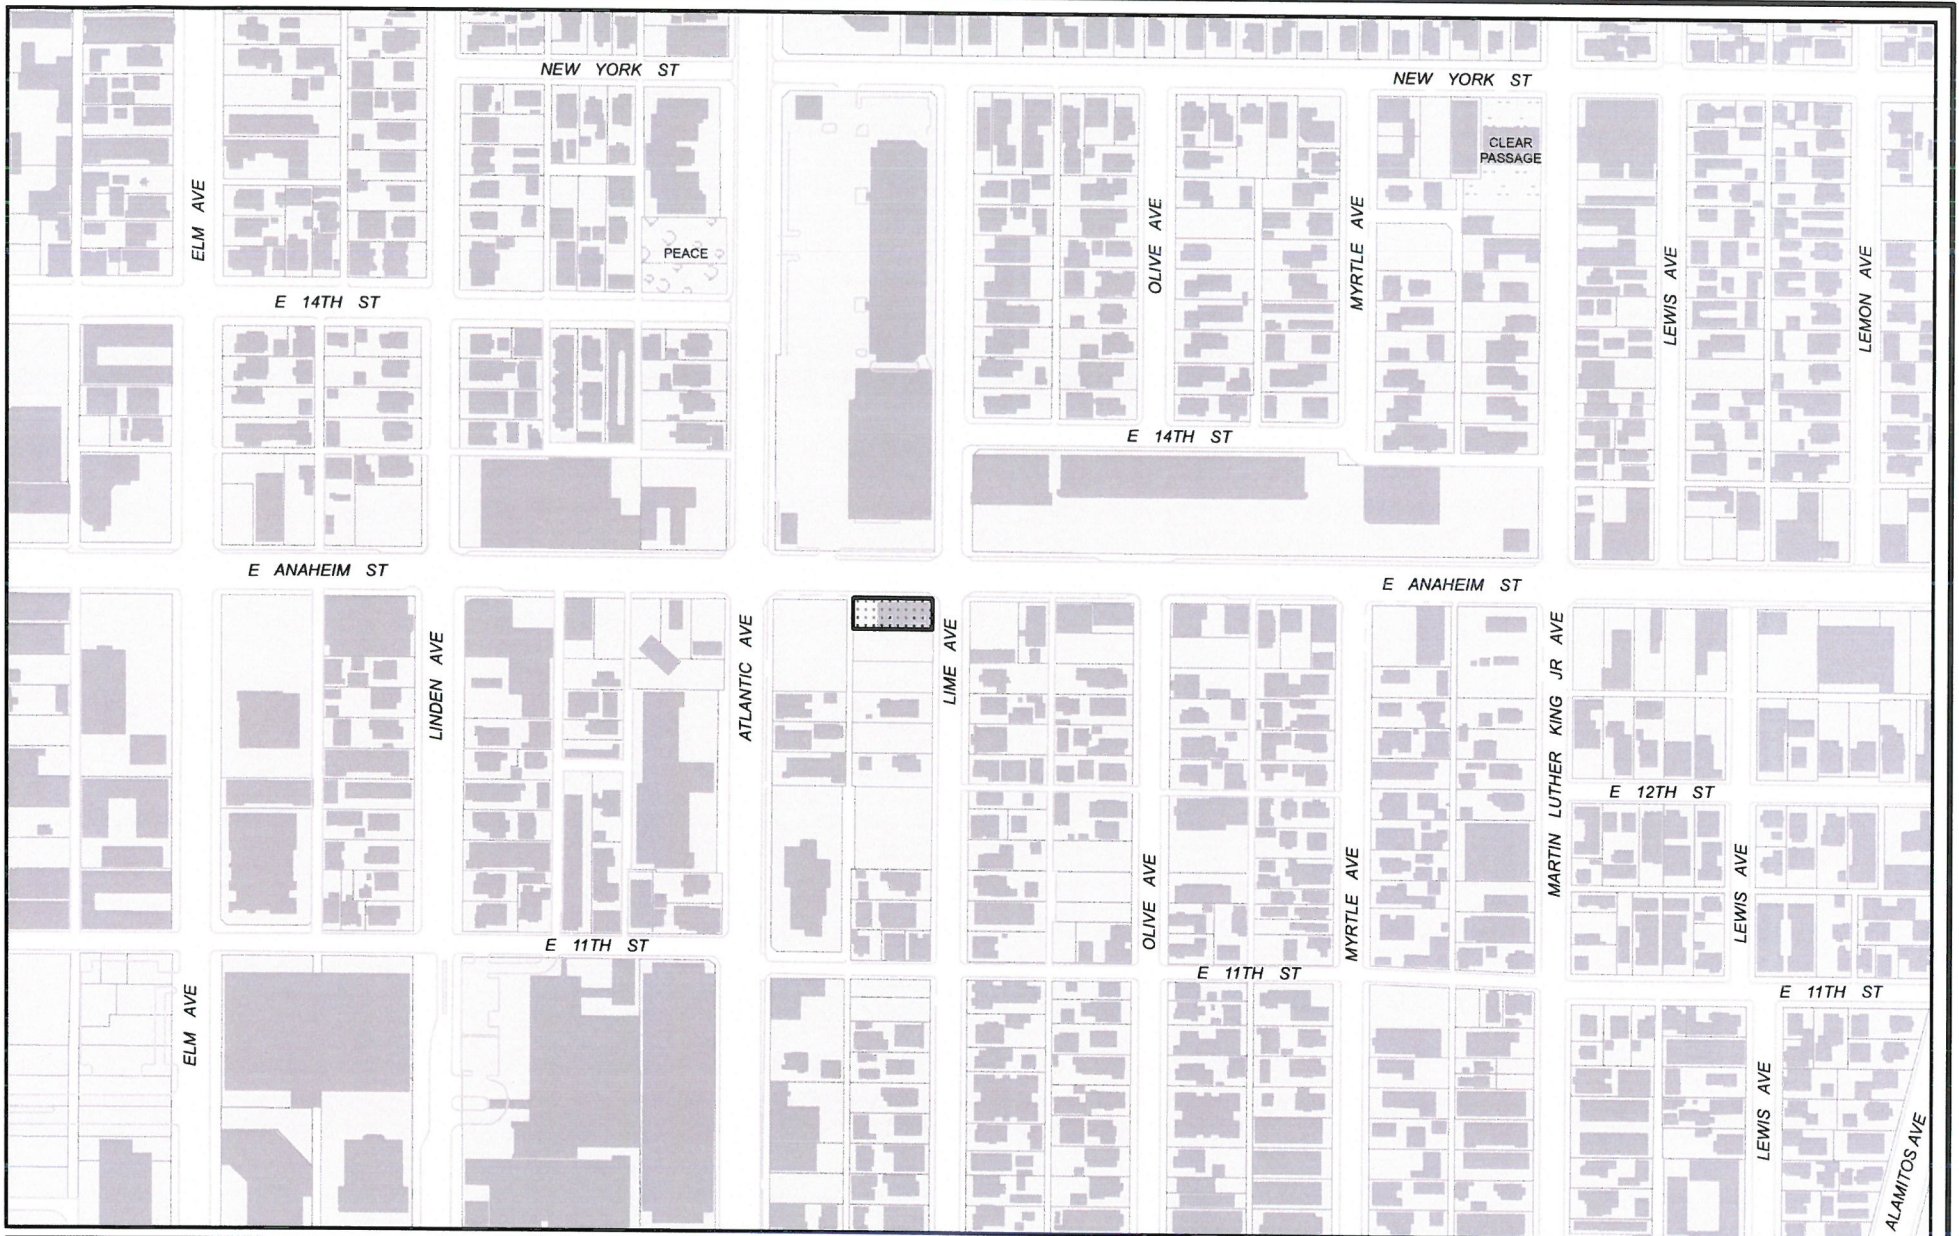 NEW YORK ST
NEW YORK ST
CLEAR
PASSAGE
ELM AVE
OLIVE AVE
MYRTLE AVE
PEACE
LEWIS AVE
LEMON AVE
E 14TH ST
E 14TH ST
E ANAHEIM ST
E ANAHEIM ST
LINDEN AVE
ATLANTIC AVE
LIME AVE
MARTIN LUTHER KING JR AVE
E 12TH ST
OLIVE AVE
MYRTLE AVE
LEWIS AVE
E 11TH ST
E 11TH ST
E 11TH ST
ELM AVE
LEWIS AVE
ALAMITOS AVE